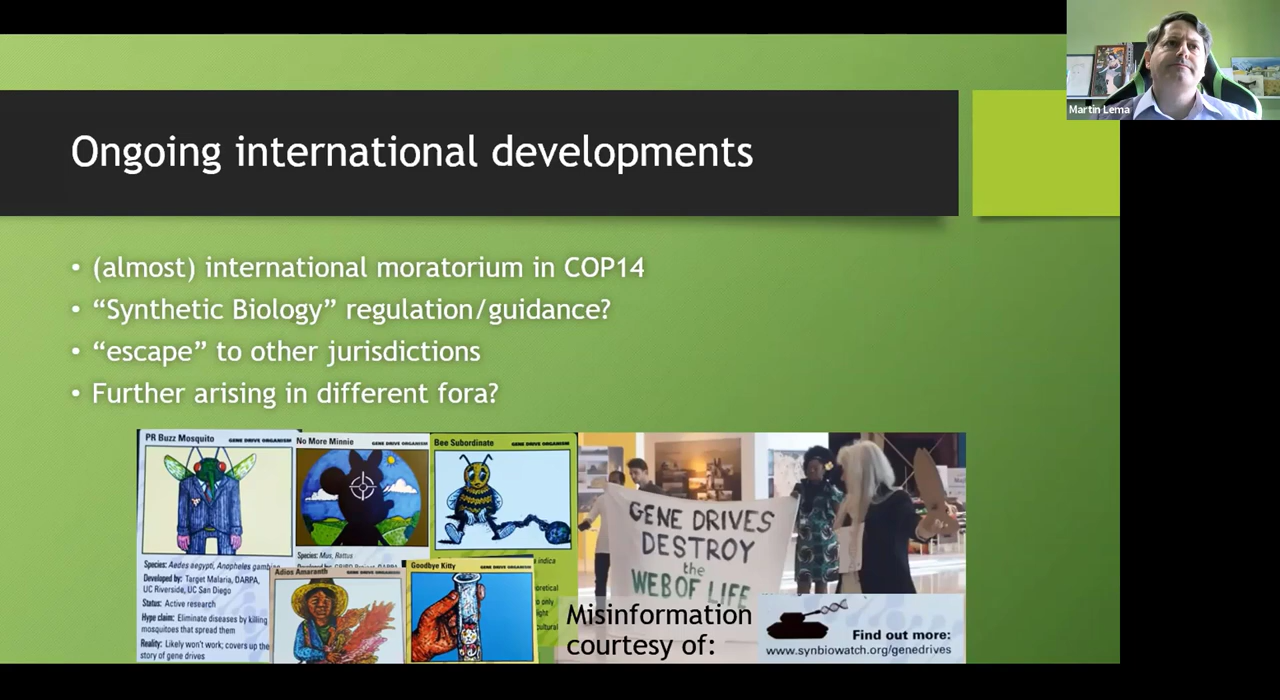 Martin Lema
Ongoing international developments
• (almost) international moratorium in COP14
• “Synthetic Biology” regulation/guidance?
• “escape” to other jurisdictions
• Further arising in different fora?
PR Buzz Mosquito
GENE DRIVE ORGANISM
Species: Aedes aegypti, Anopheles gambiae
Developed by: Target Malaria, DARPA,
UC Riverside, UC San Diego
Status: Active research
Hype claim: Eliminate diseases by killing
mosquitoes that spread them
Reality: Likely won't work; covers up the
story of gene drives
No More Minnie
GENE DRIVE ORGANISM
Species: Mus, Rattus
Bee Subordinate
GENE DRIVE ORGANISM
Adios Amaranth
GENE DRIVE ORGANISM
Goodbye Kitty
GENE DRIVE ORGANISM
GENE DRIVES
DESTROY
the
WEB OF LIFE
Misinformation
courtesy of:
Find out more:
www.synbiowatch.org/genedrives